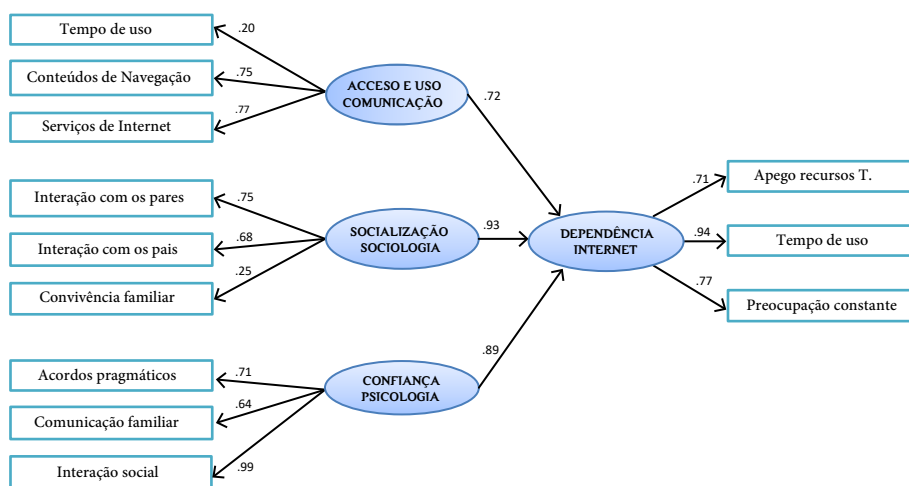 Tempo de uso
.20
Conteúdos de Navegação
.75
Serviços de Internet
.77
ACCESO E USO
COMUNICAÇÃO
.72
Interação com os pares
.75
Interação com os pais
.68
Convivência familiar
.25
SOCIALIZAÇÃO
SOCIOLOGIA
.93
Acordos pragmáticos
.71
Comunicação familiar
.64
Interação social
.99
CONFIANÇA
PSICOLOGIA
.89
DEPENDÊNCIA
INTERNET
.71
Apego recursos T.
.94
Tempo de uso
.77
Preocupação constante